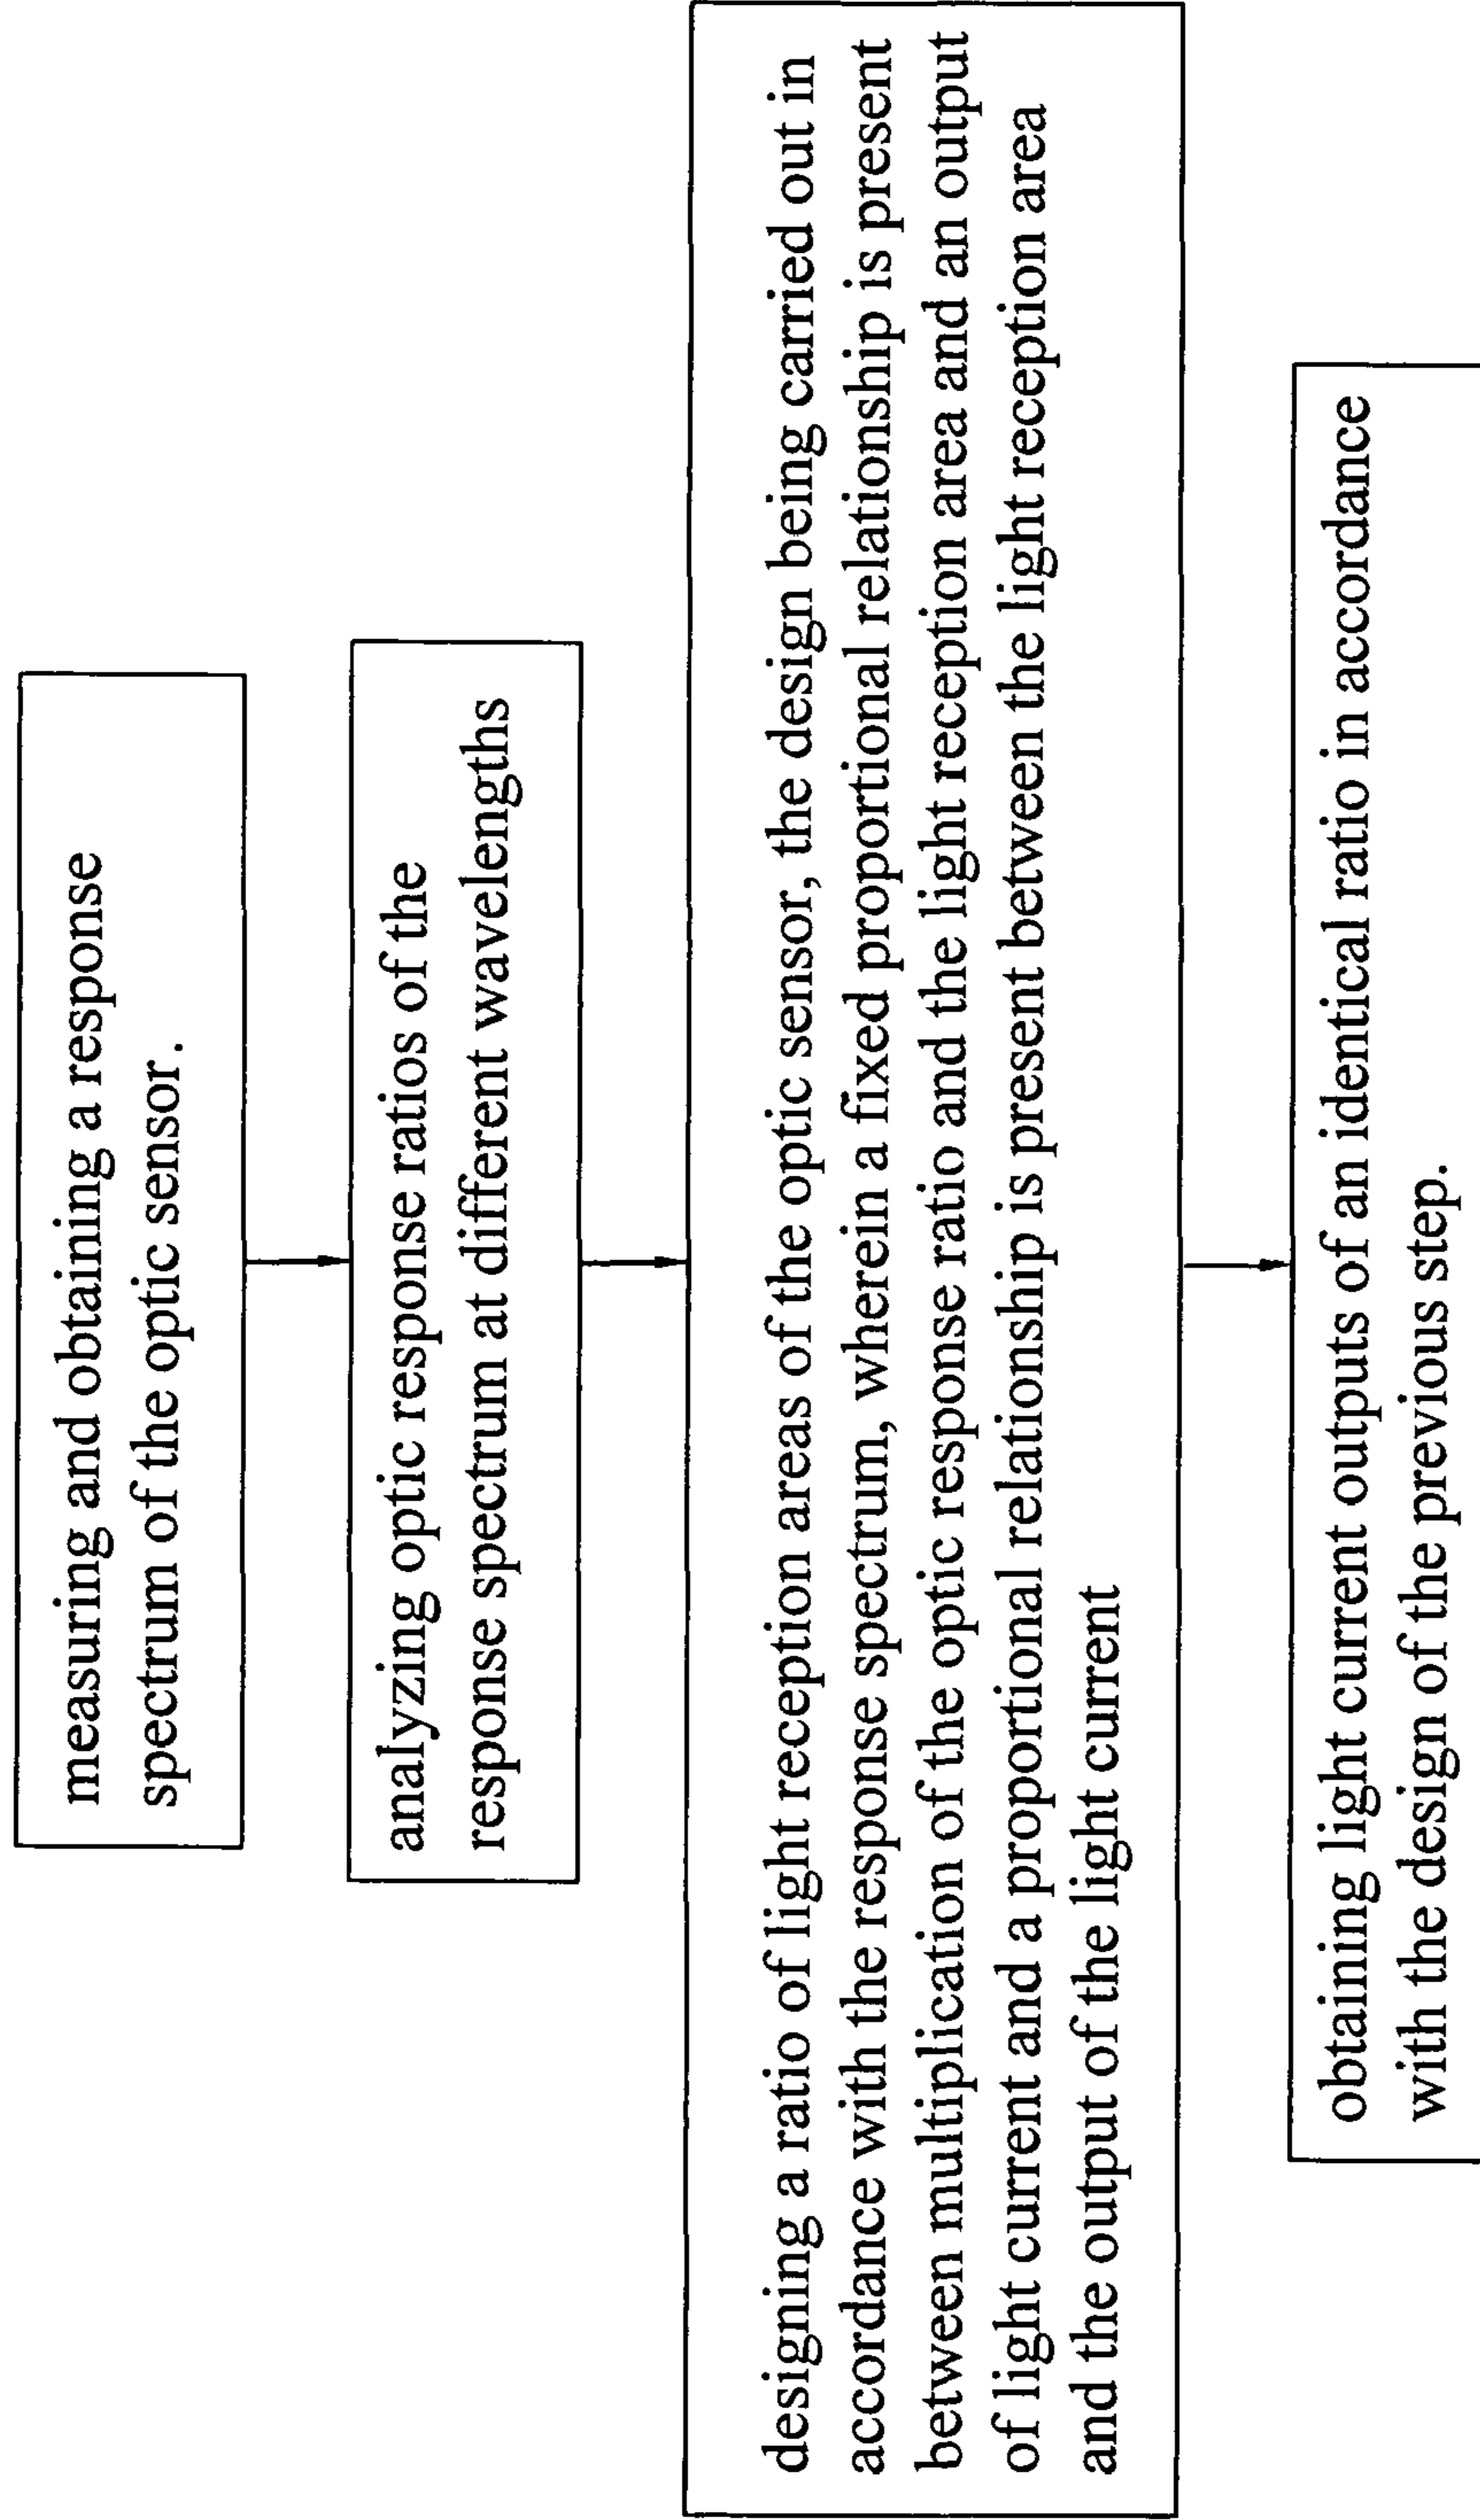 measuring and obtaining a response
spectrum of the optic sensor.
analyzing optic response ratios of the
response spectrum at different wavelengths
designing a ratio of light reception areas of the optic sensor, the design being carried out in
accordance with the response spectrum, wherein a fixed proportional relationship is present
between multiplication of the optic response ratio and the light reception area and an output
of light current and a proportional relationship is present between the light reception area
and the output of the light current
obtaining light current outputs of an identical ratio in accordance
with the design of the previous step.